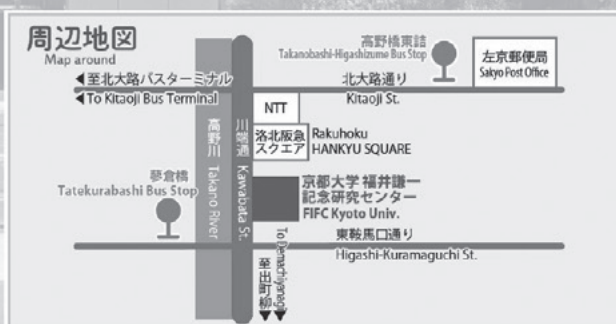 周辺地図
Map around
高野橋東詰
Takanobashi-Higashizume Bus Stop
左京郵便局
Sakyo Post Office
◀至北大路バスターミナル
◀To Kitaoji Bus Terminal
北大路通り
Kitaoji St.
NTT
高野川 Takano River
川端通 Kawabata St.
洛北阪急
スクエア
Rakuhoku
HANKYU SQUARE
夢倉橋
Tatekurabashi Bus Stop
京都大学 福井謙一
記念研究センター
FIFC Kyoto Univ.
東鞍馬口通り
Higashi-Kuramaguchi St.
To Demachiyanagi
至出町柳